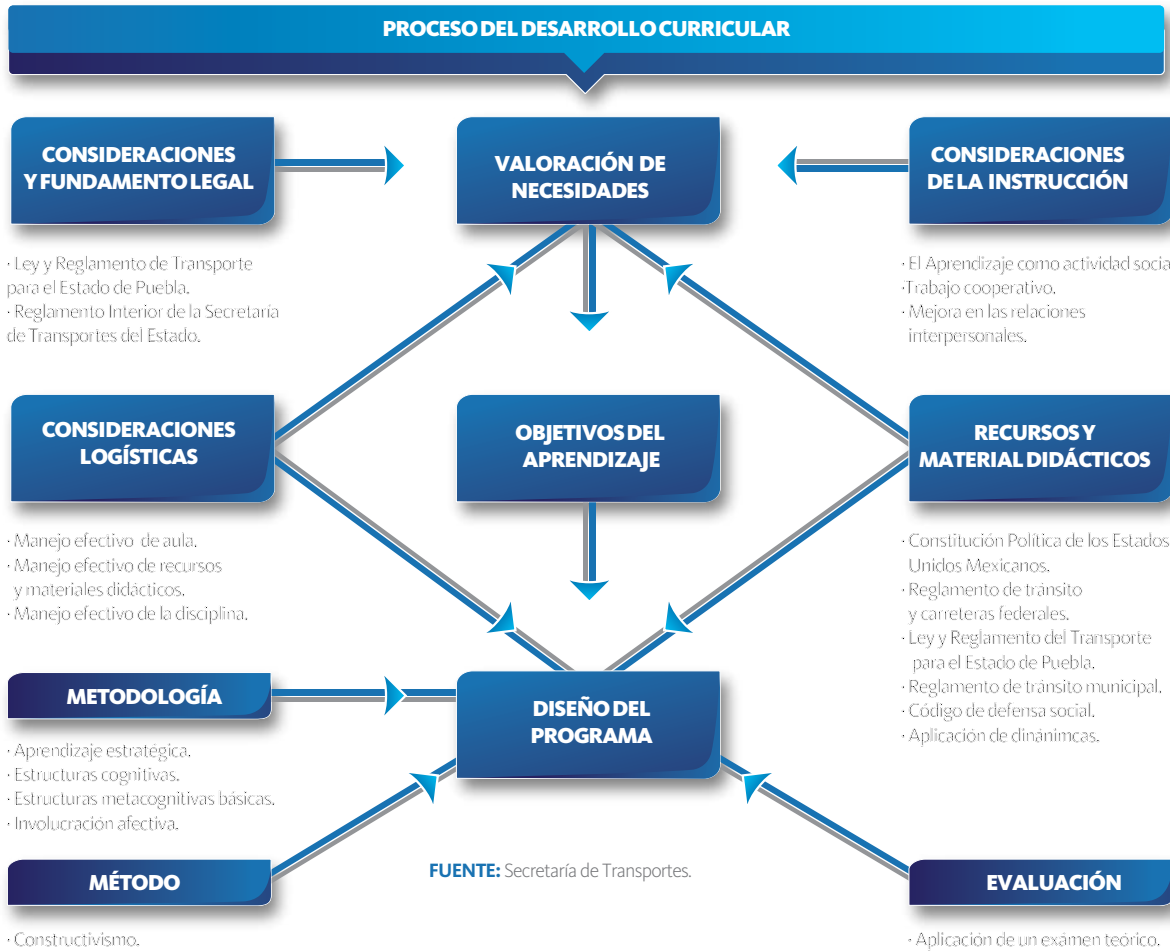 PROCESO DEL DESARROLLO CURRICULAR
CONSIDERACIONES
Y FUNDAMENTO LEGAL
· Ley y Reglamento de Transporte
para el Estado de Puebla.
· Reglamento Interior de la Secretaría
de Transportes del Estado.
VALORACIÓN DE
NECESIDADES
CONSIDERACIONES
DE LA INSTRUCCIÓN
· El Aprendizaje como actividad socia
·Trabajo cooperativo.
· Mejora en las relaciones
interpersonales.
CONSIDERACIONES
LOGÍSTICAS
· Manejo efectivo de aula.
· Manejo efectivo de recursos
y materiales didácticos.
· Manejo efectivo de la disciplina.
OBJETIVOS DEL
APRENDIZAJE
RECURSOS Y
MATERIAL DIDÁCTICOS
· Constitución Política de los Estados
Unidos Mexicanos.
· Reglamento de tránsito
y carreteras federales.
· Ley y Reglamento del Transporte
para el Estado de Puebla.
· Reglamento de tránsito municipal.
· Código de defensa social.
· Aplicación de dinánimcas.
METODOLOGÍA
· Aprendizaje estratégica.
· Estructuras cognitivas.
· Estructuras metacognitivas básicas.
· Involucración afectiva.
DISEÑO DEL
PROGRAMA
MÉTODO
· Constructivismo.
FUENTE: Secretaría de Transportes.
EVALUACIÓN
· Aplicación de un exámen teórico.